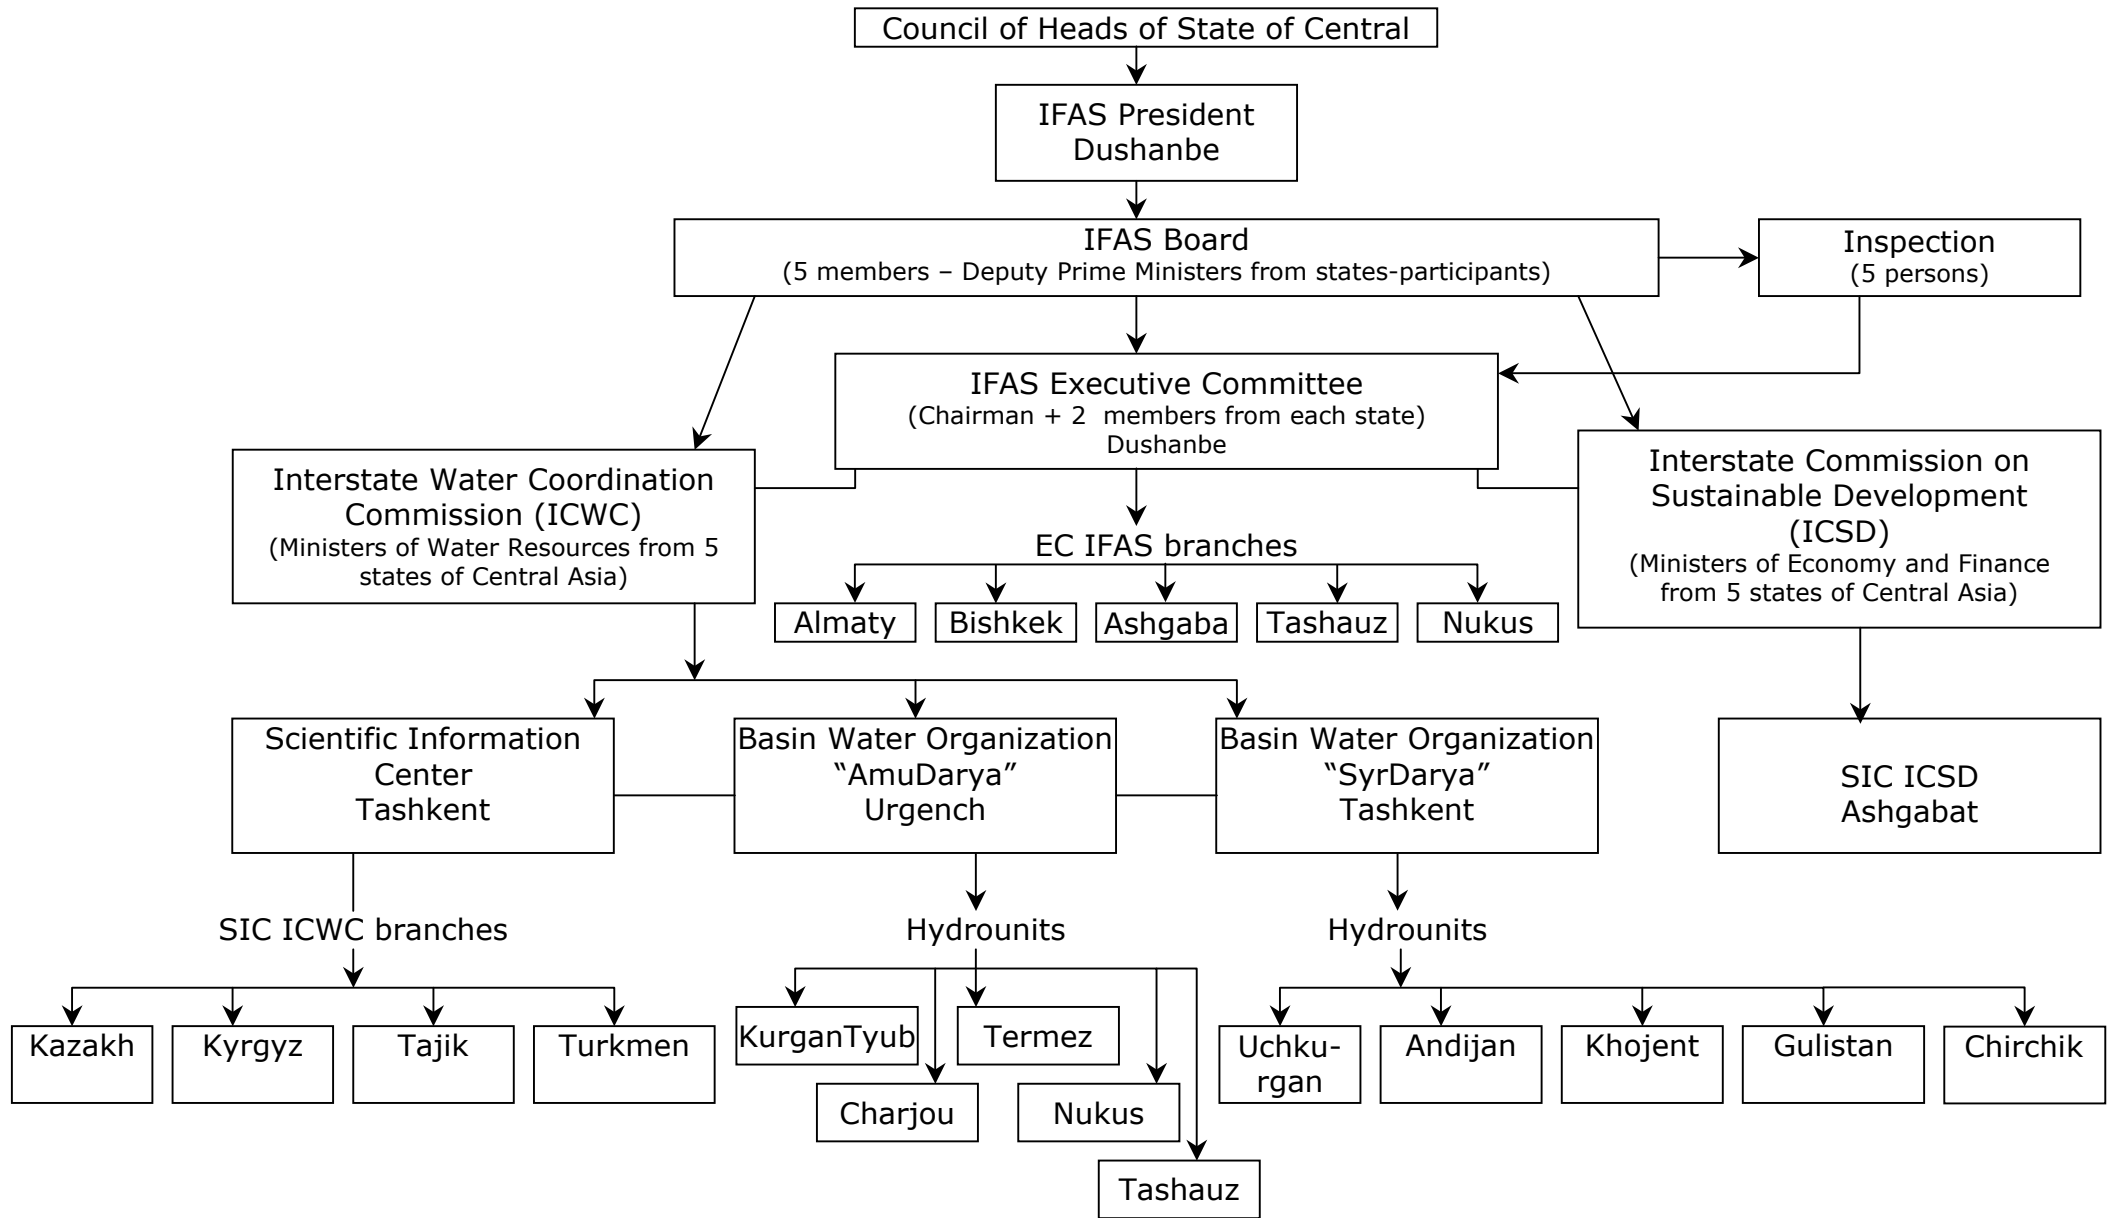 Council of Heads of State of Central
IFAS President
Dushanbe
IFAS Board
(5 members – Deputy Prime Ministers from states-participants)
Inspection
(5 persons)
IFAS Executive Committee
(Chairman + 2 members from each state)
Dushanbe
Interstate Water Coordination
Commission (ICWC)
(Ministers of Water Resources from 5
states of Central Asia)
Interstate Commission on
Sustainable Development
(ICSD)
(Ministers of Economy and Finance
from 5 states of Central Asia)
EC IFAS branches
Almaty
Bishkek
Ashgaba
Tashauz
Nukus
Scientific Information
Center
Tashkent
Basin Water Organization
“AmuDarya”
Urgench
Basin Water Organization
“SyrDarya”
Tashkent
SIC ICSD
Ashgabat
SIC ICWC branches
Hydrounits
Hydrounits
Kazakh
Kyrgyz
Tajik
Turkmen
KurganTyub
Termez
Charjou
Nukus
Tashauz
Uchku-
rgan
Andijan
Khojent
Gulistan
Chirchik